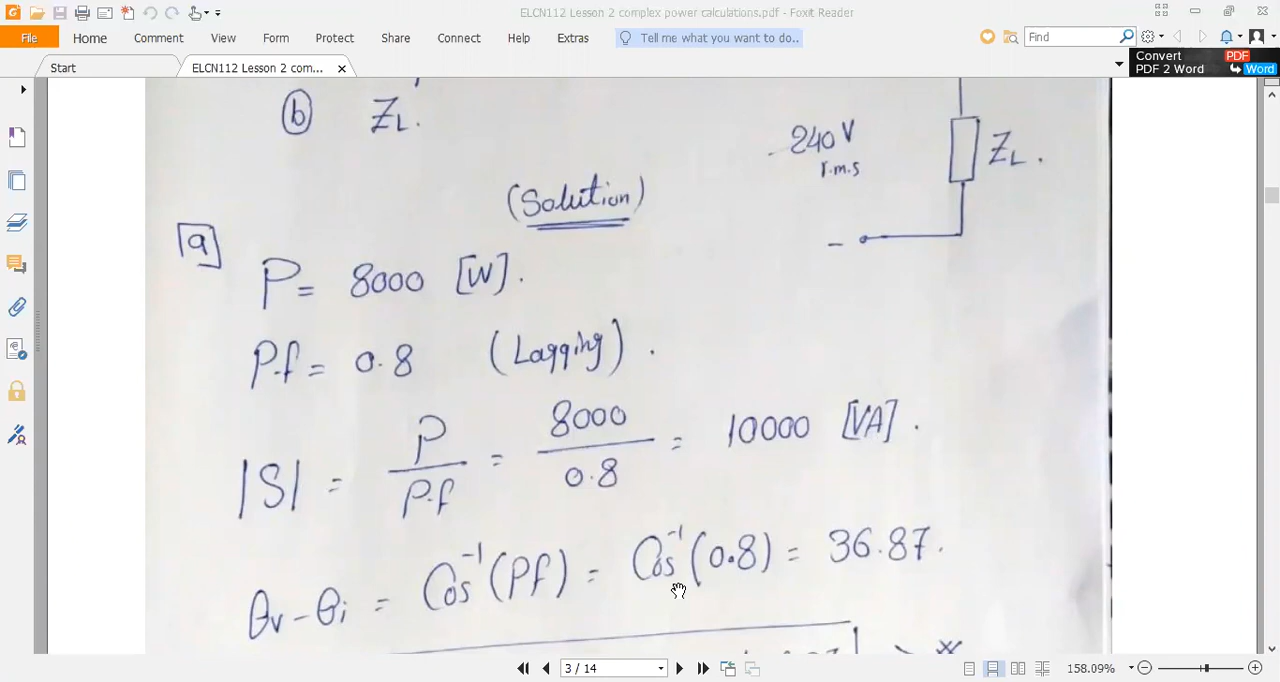 ELCN112 Lesson 2 complex power calculations.pdf - Foxit Reader
File Home Comment View Form Protect Share Connect Help Extras Tell me what you want to do.. Find
Start ELCN112 Lesson 2 com... Convert PDF
PDF 2 Word Word
(b) ZL.
240 V
r.m.s
ZL.
(Solution)
-
[a]
P = 8000 [W].
P.f = 0.8 (Lagging).
|S| = P / P.f = 8000 / 0.8 = 10000 [VA].
θv - θi = Cos⁻¹(Pf) = Cos⁻¹(0.8) = 36.87.
3 / 14 158.09%